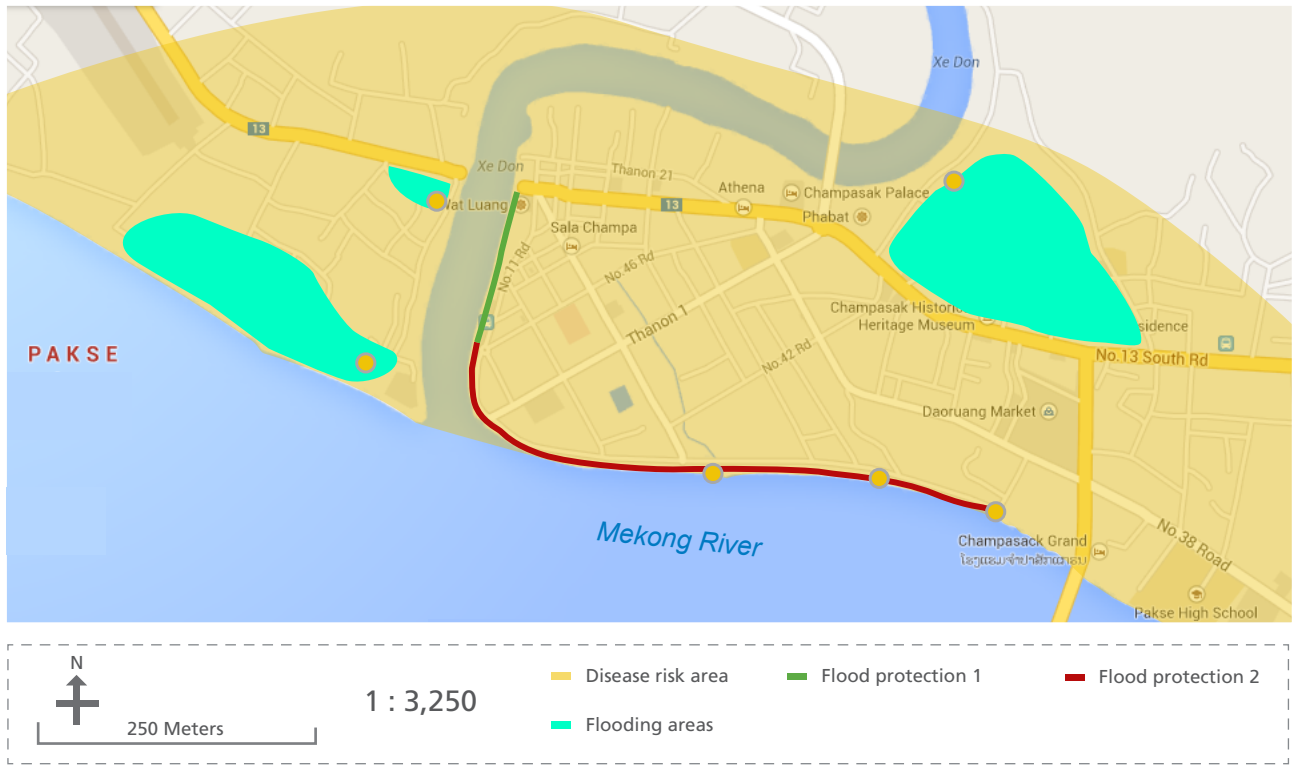 Xe Don
13
Xe Don
Thanon 21
Athena
Champasak Palace
Wat Luang
13
Phabat
Sala Champa
No.11 Rd
No.46 Rd
Champasak Historic
Heritage Museum
Thanon 1
sidence
PAKSE
No.42 Rd
No.13 South Rd
Daoruang Market
Mekong River
Champasack Grand
No.38 Road
Pakse High School
N
1 : 3,250
250 Meters
Disease risk area
Flood protection 1
Flood protection 2
Flooding areas